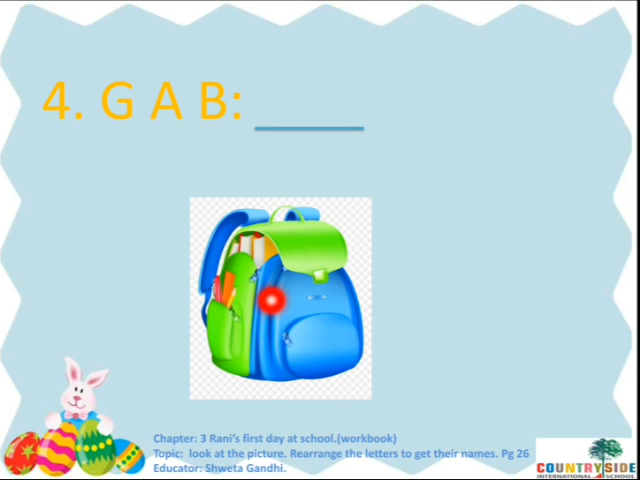 4. G A B: _____
Chapter: 3 Rani's first day at school.(workbook)
Topic:  look at the picture. Rearrange the letters to get their names. Pg 26
Educator: Shweta Gandhi.
COUNTRYSIDE
INTERNATIONAL SCHOOL